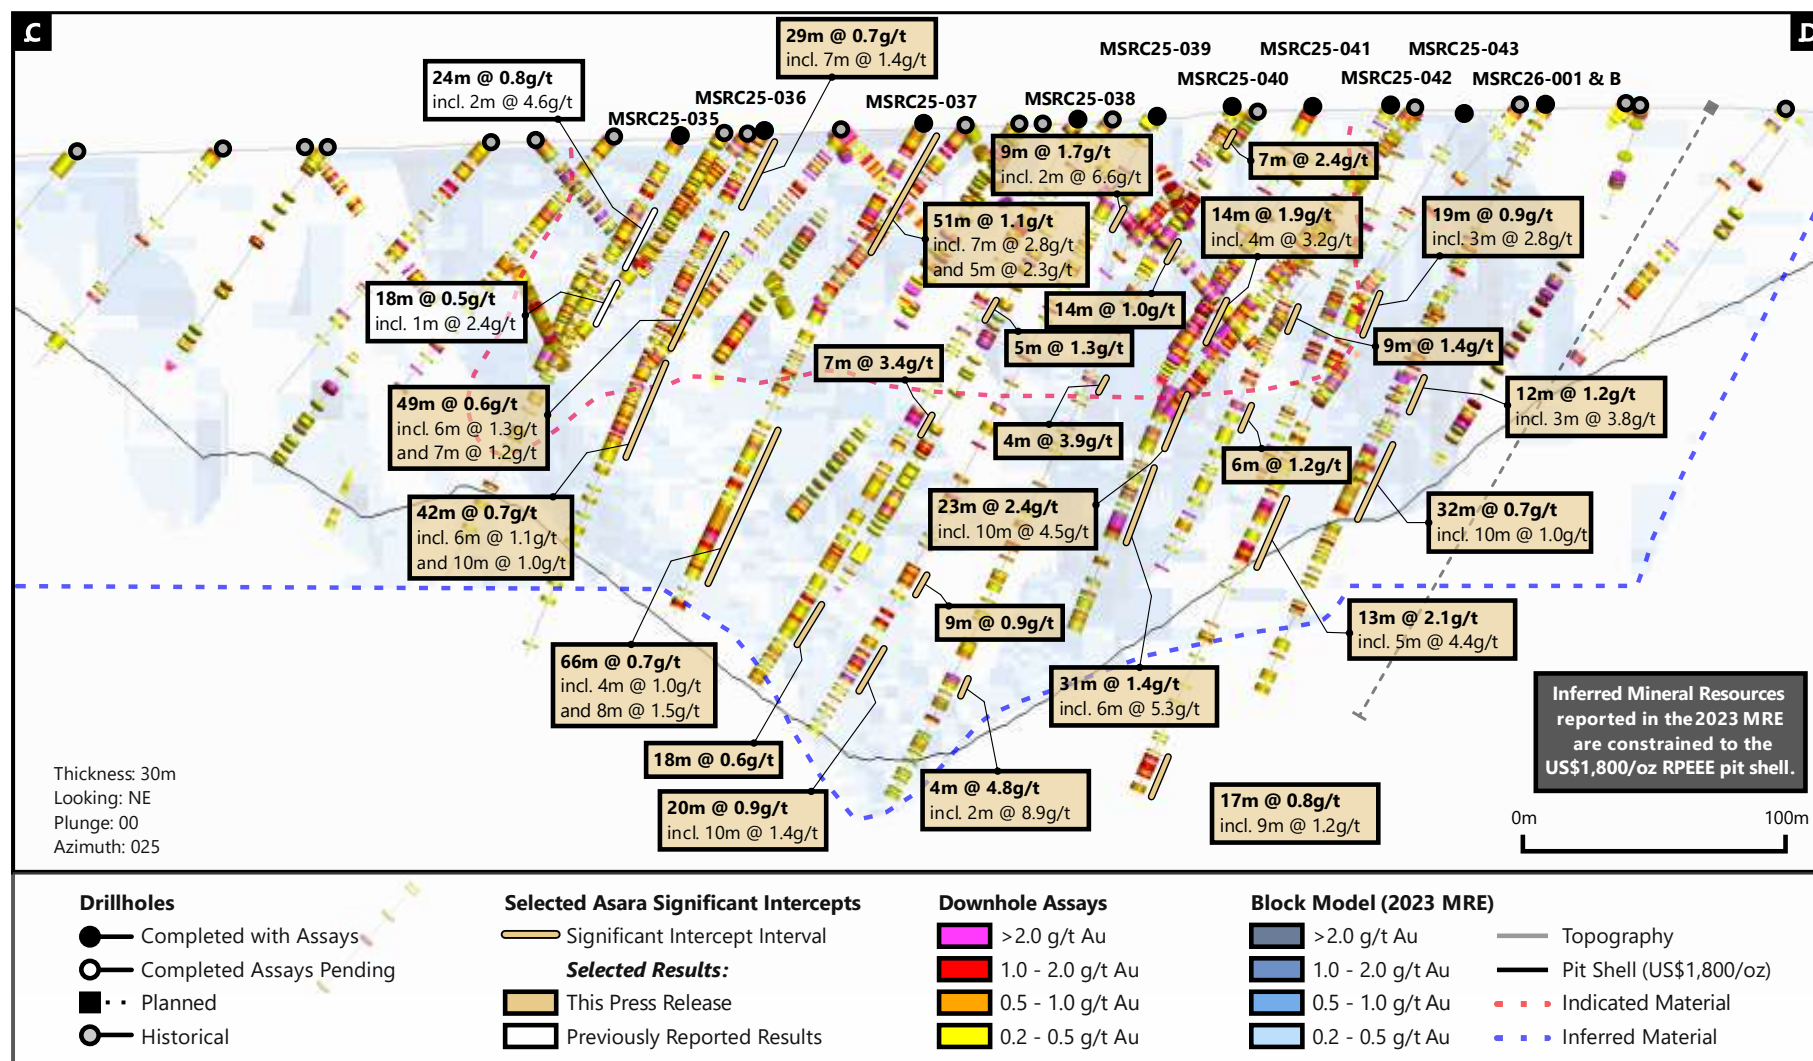 C
D
29m @ 0.7g/t
incl. 7m @ 1.4g/t
24m @ 0.8g/t
incl. 2m @ 4.6g/t
MSRC25-035
MSRC25-036
MSRC25-037
MSRC25-038
MSRC25-039
MSRC25-040
MSRC25-041
MSRC25-042
MSRC25-043
MSRC26-001 & B
9m @ 1.7g/t
incl. 2m @ 6.6g/t
7m @ 2.4g/t
51m @ 1.1g/t
incl. 7m @ 2.8g/t
and 5m @ 2.3g/t
14m @ 1.9g/t
incl. 4m @ 3.2g/t
19m @ 0.9g/t
incl. 3m @ 2.8g/t
18m @ 0.5g/t
incl. 1m @ 2.4g/t
14m @ 1.0g/t
5m @ 1.3g/t
9m @ 1.4g/t
7m @ 3.4g/t
49m @ 0.6g/t
incl. 6m @ 1.3g/t
and 7m @ 1.2g/t
12m @ 1.2g/t
incl. 3m @ 3.8g/t
4m @ 3.9g/t
6m @ 1.2g/t
42m @ 0.7g/t
incl. 6m @ 1.1g/t
and 10m @ 1.0g/t
23m @ 2.4g/t
incl. 10m @ 4.5g/t
32m @ 0.7g/t
incl. 10m @ 1.0g/t
9m @ 0.9g/t
13m @ 2.1g/t
incl. 5m @ 4.4g/t
66m @ 0.7g/t
incl. 4m @ 1.0g/t
and 8m @ 1.5g/t
31m @ 1.4g/t
incl. 6m @ 5.3g/t
18m @ 0.6g/t
20m @ 0.9g/t
incl. 10m @ 1.4g/t
4m @ 4.8g/t
incl. 2m @ 8.9g/t
17m @ 0.8g/t
incl. 9m @ 1.2g/t
Inferred Mineral Resources
reported in the 2023 MRE
are constrained to the
US$1,800/oz RPEEE pit shell.
0m 100m
Thickness: 30m
Looking: NE
Plunge: 00
Azimuth: 025
Drillholes
Completed with Assays
Completed Assays Pending
Planned
Historical
Selected Asara Significant Intercepts
Significant Intercept Interval
Selected Results:
This Press Release
Previously Reported Results
Downhole Assays
>2.0 g/t Au
1.0 - 2.0 g/t Au
0.5 - 1.0 g/t Au
0.2 - 0.5 g/t Au
Block Model (2023 MRE)
>2.0 g/t Au
1.0 - 2.0 g/t Au
0.5 - 1.0 g/t Au
0.2 - 0.5 g/t Au
Topography
Pit Shell (US$1,800/oz)
Indicated Material
Inferred Material